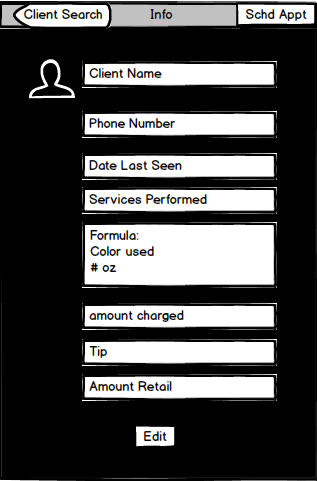 Client Search
Info
Schd Appt
Client Name
Phone Number
Date Last Seen
Services Performed
Formula:
Color used
# oz
amount charged
Tip
Amount Retail
Edit